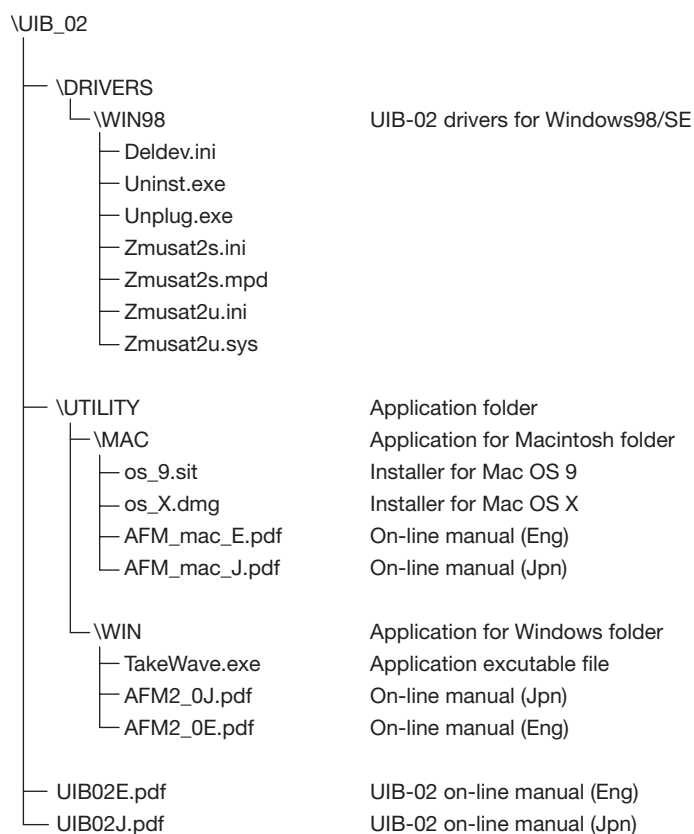 \UIB_02
\DRIVERS
\WIN98 UIB-02 drivers for Windows98/SE
Deldev.ini
Uninst.exe
Unplug.exe
Zmusat2s.ini
Zmusat2s.mpd
Zmusat2u.ini
Zmusat2u.sys
\UTILITY Application folder
\MAC Application for Macintosh folder
os_9.sit Installer for Mac OS 9
os_X.dmg Installer for Mac OS X
AFM_mac_E.pdf On-line manual (Eng)
AFM_mac_J.pdf On-line manual (Jpn)
\WIN Application for Windows folder
TakeWave.exe Application excutable file
AFM2_0J.pdf On-line manual (Jpn)
AFM2_0E.pdf On-line manual (Eng)
UIB02E.pdf UIB-02 on-line manual (Eng)
UIB02J.pdf UIB-02 on-line manual (Jpn)